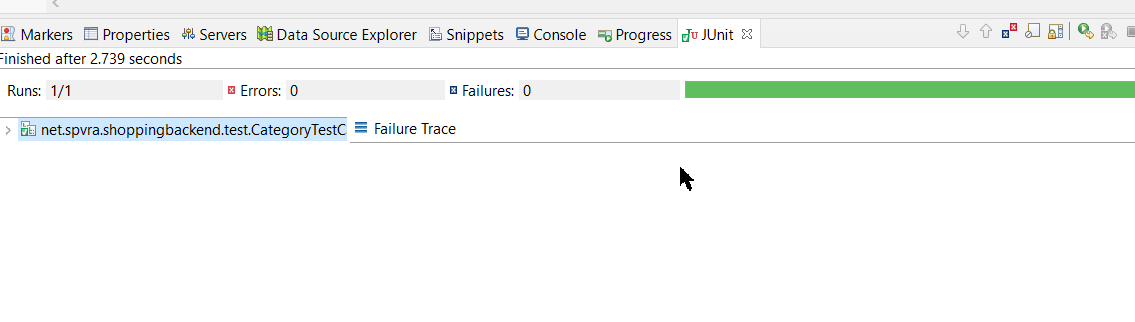 Markers Properties Servers Data Source Explorer Snippets Console Progress JUnit
Finished after 2.739 seconds
Runs: 1/1 Errors: 0 Failures: 0
net.spvra.shoppingbackend.test.CategoryTestC Failure Trace